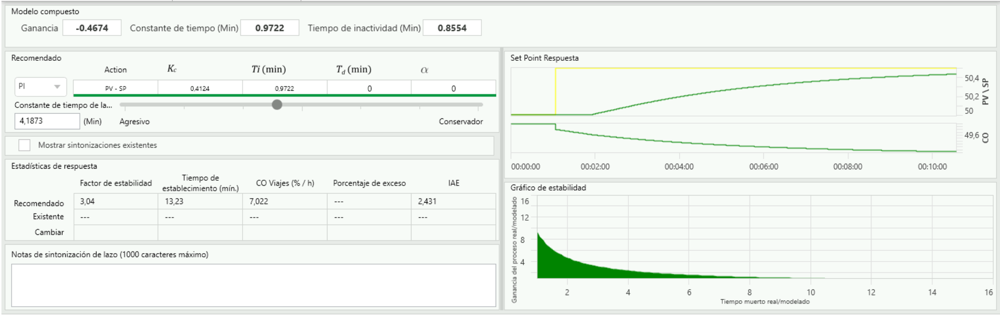 Modelo compuesto
Ganancia -0.4674 Constante de tiempo (Min) 0.9722 Tiempo de inactividad (Min) 0.8554
Recomendado
Action Kc Ti (min) Td (min) α
PI PV - SP 0,4124 0,9722 0 0
Constante de tiempo de la...
4,1873 (Min) Agresivo Conservador
Mostrar sintonizaciones existentes
Estadísticas de respuesta
Factor de estabilidad Tiempo de establecimiento (mín.) CO Viajes (% / h) Porcentaje de exceso IAE
Recomendado 3,04 13,23 7,022 --- 2,431
Existente --- --- --- --- ---
Cambiar
Notas de sintonización de lazo (1000 caracteres máximo)
Set Point Respuesta
50,4
50,2
50
PV \ SP
49,6
CO
00:00:00 00:02:00 00:04:00 00:06:00 00:08:00 00:10:00
Gráfico de estabilidad
Ganancia del proceso real/modelado
16
12
8
4
2 4 6 8 10 12 14 16
Tiempo muerto real/modelado